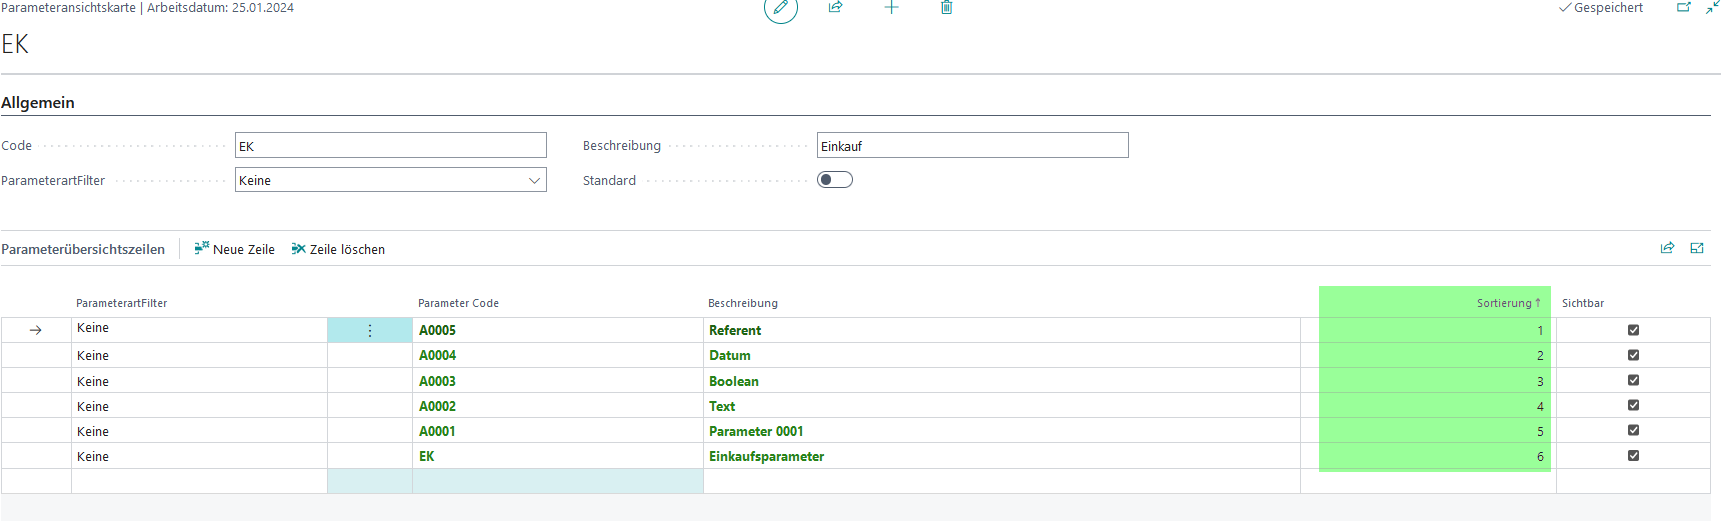 Parameteransichtskarte | Arbeitsdatum: 25.01.2024
Gespeichert
EK
Allgemein
Code EK Beschreibung Einkauf
ParameterartFilter Keine Standard
Parameterübersichtszeilen Neue Zeile Zeile löschen
ParameterartFilter Parameter Code Beschreibung Sortierung ↑ Sichtbar
Keine A0005 Referent 1
Keine A0004 Datum 2
Keine A0003 Boolean 3
Keine A0002 Text 4
Keine A0001 Parameter 0001 5
Keine EK Einkaufsparameter 6